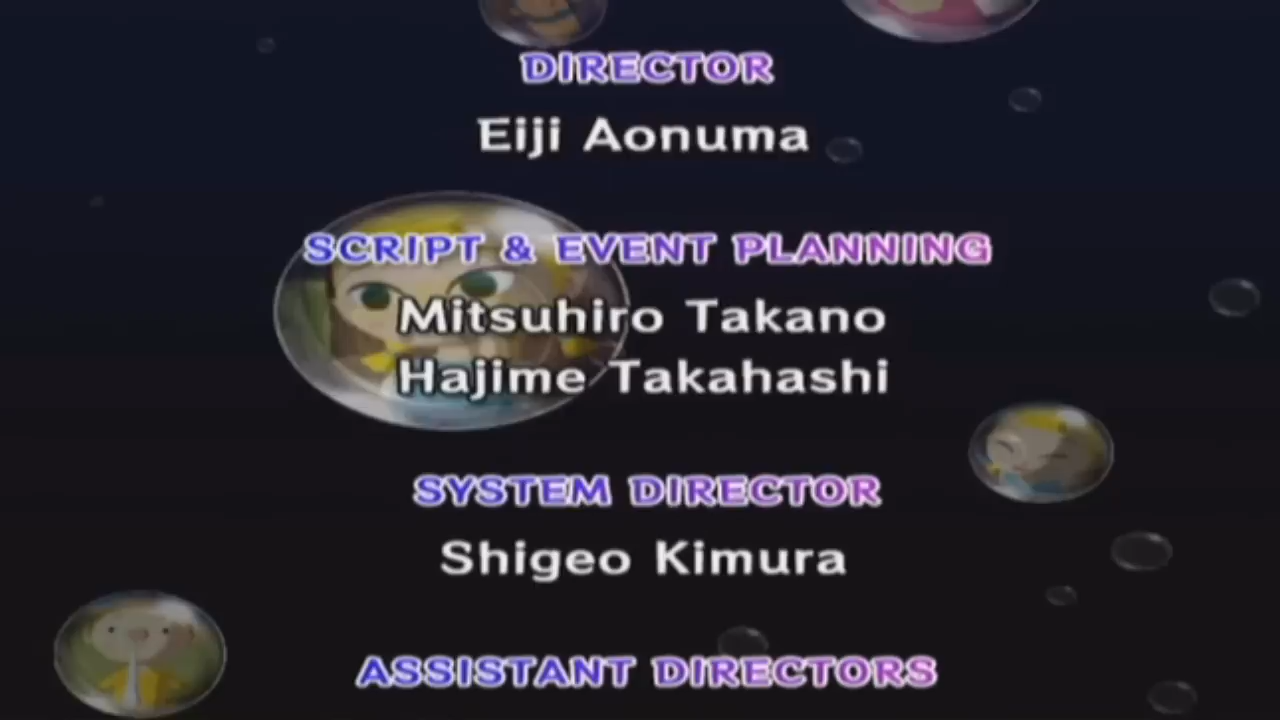 DIRECTOR
Eiji Aonuma
SCRIPT & EVENT PLANNING
Mitsuhiro Takano
Hajime Takahashi
SYSTEM DIRECTOR
Shigeo Kimura
ASSISTANT DIRECTORS